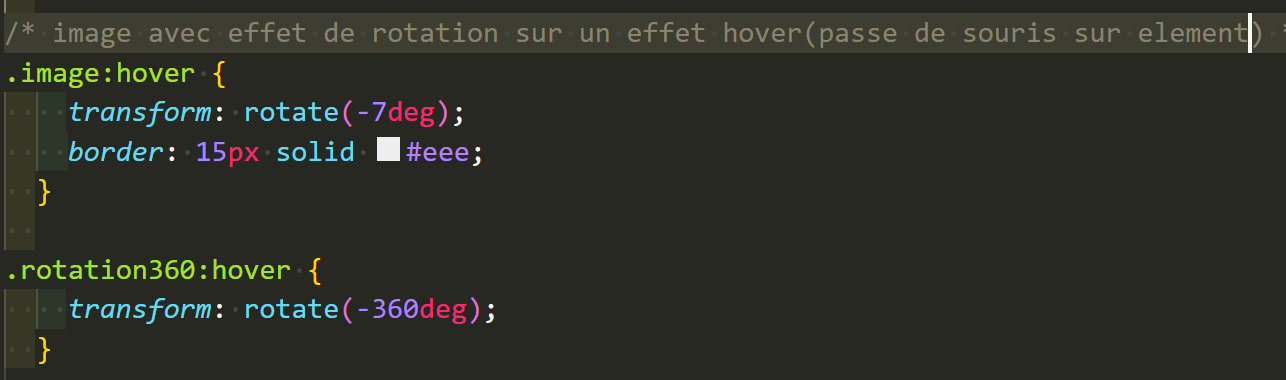 /* image avec effet de rotation sur un effet hover(passe de souris sur element) *
.image:hover {
transform: rotate(-7deg);
border: 15px solid #eee;
}
.rotation360:hover {
transform: rotate(-360deg);
}